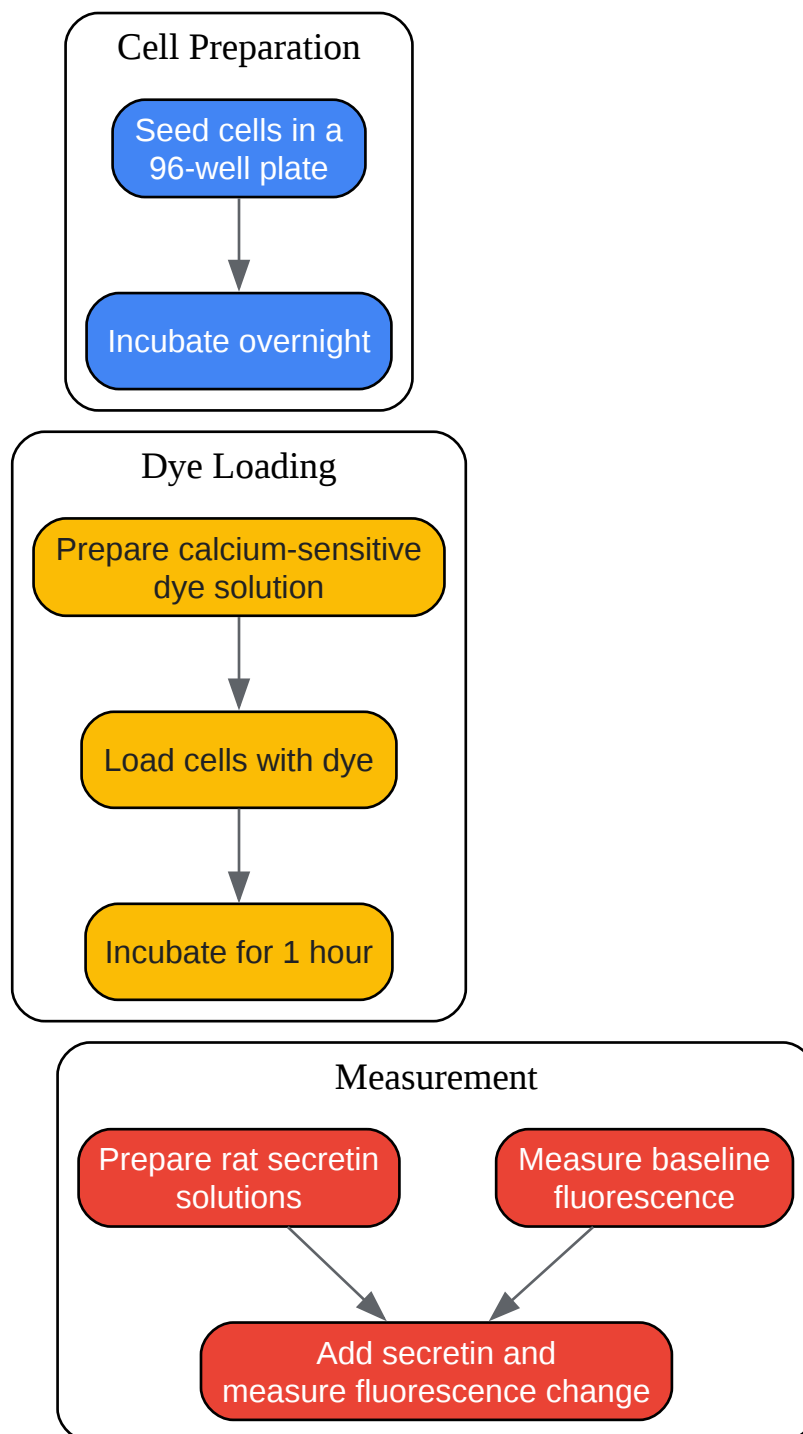 Cell Preparation
Seed cells in a
96-well plate
Incubate overnight
Dye Loading
Prepare calcium-sensitive
dye solution
Load cells with dye
Incubate for 1 hour
Measurement
Prepare rat secretin
solutions
Measure baseline
fluorescence
Add secretin and
measure fluorescence change